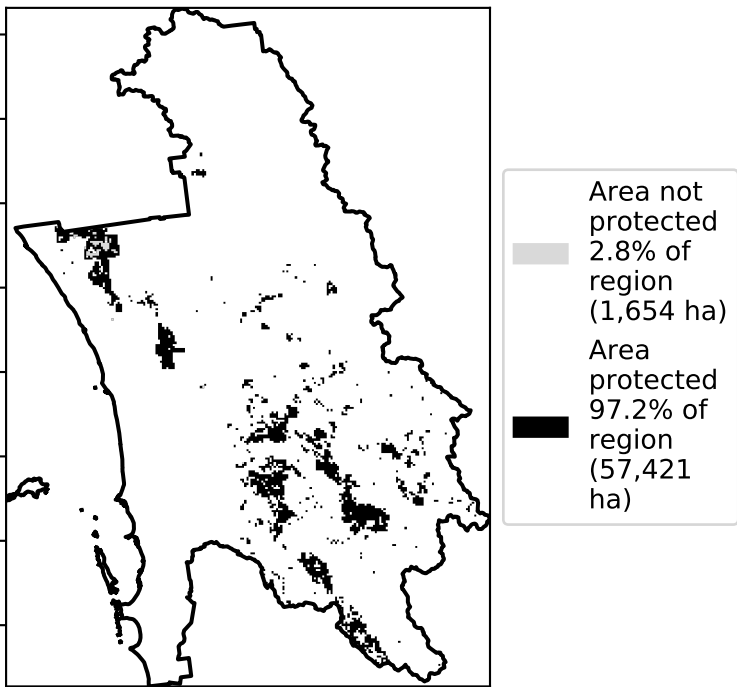 Area not
protected
2.8% of
region
(1,654 ha)
Area
protected
97.2% of
region
(57,421
ha)